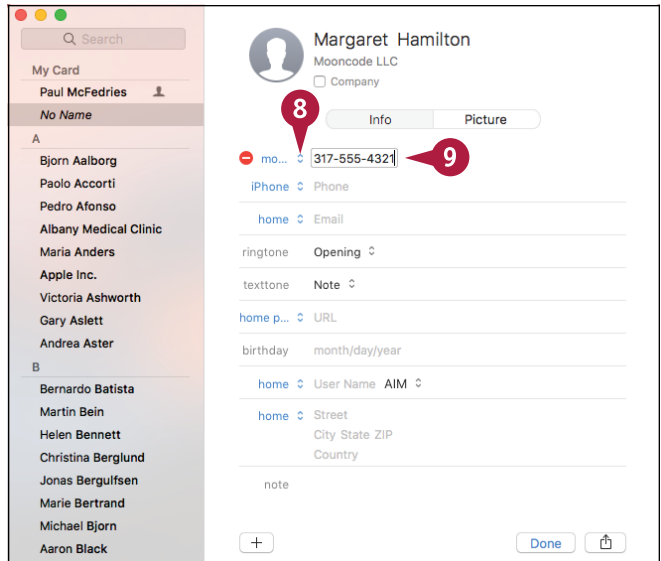 Search
My Card
Paul McFedries
No Name
A
Bjorn Aalborg
Paolo Accorti
Pedro Afonso
Albany Medical Clinic
Maria Anders
Apple Inc.
Victoria Ashworth
Gary Aslett
Andrea Aster
B
Bernardo Batista
Martin Bein
Helen Bennett
Christina Berglund
Jonas Bergulfsen
Marie Bertrand
Michael Bjorn
Aaron Black
Margaret Hamilton
Mooncode LLC
Company
8
Info Picture
mo... 317-555-4321 9
iPhone Phone
home Email
ringtone Opening
texttone Note
home p... URL
birthday month/day/year
home User Name AIM
home Street
City State ZIP
Country
note
+ Done